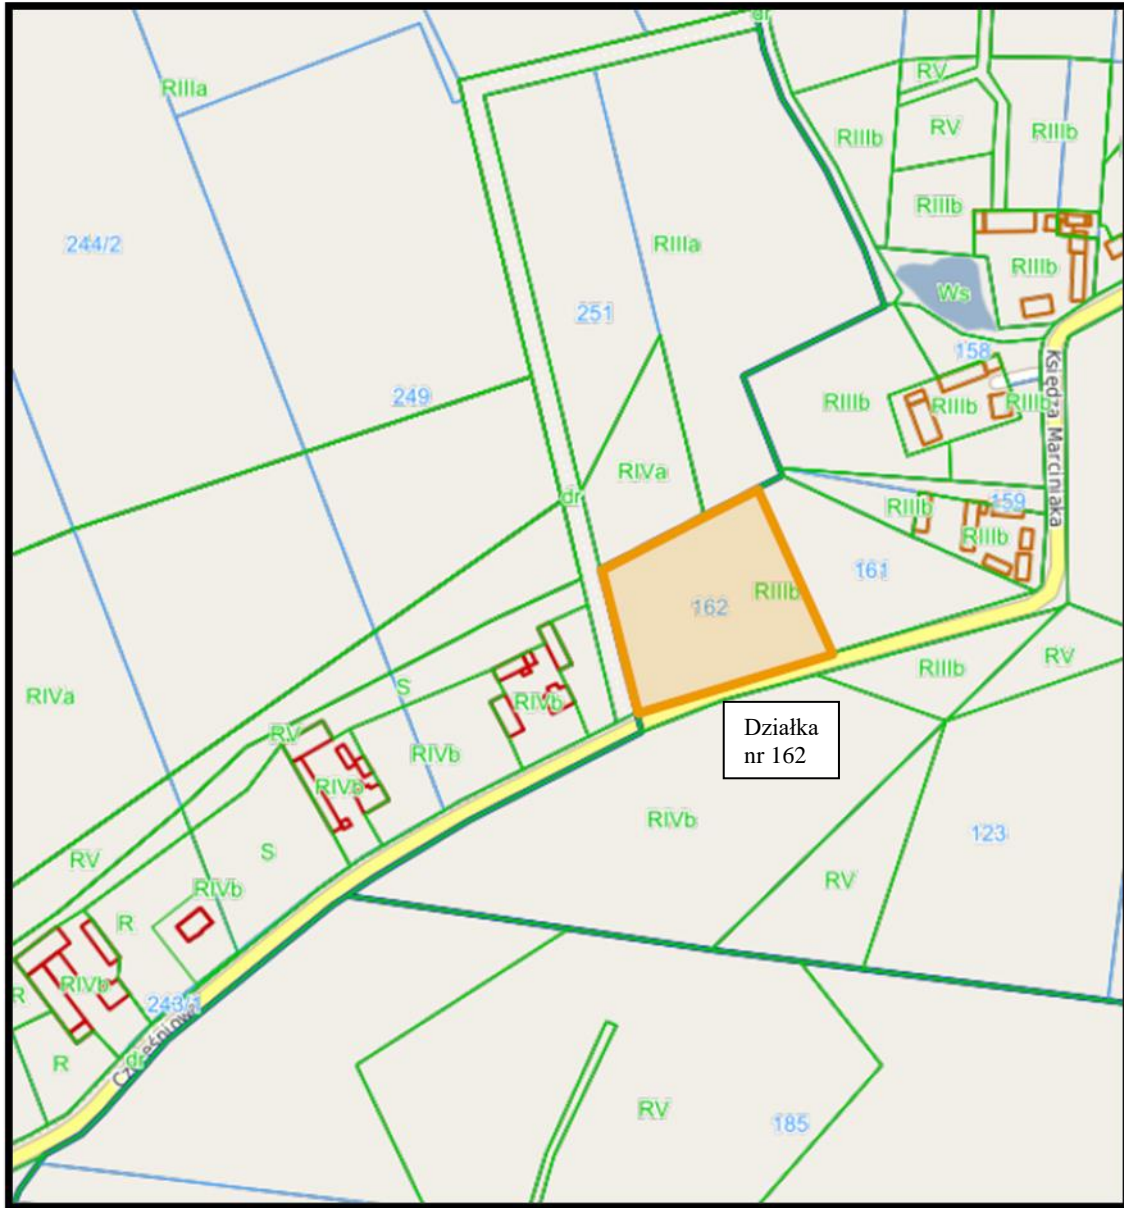 dr
RV
RIIIa
RV
RIIIb
RIIIb
RIIIb
244/2
RIIIa
RIIIb
Ws
251
158
249
RIIIb
RIIIb
RIIIb
Księdza Marciniaka
RIVa
dr
RIIIb
159
RIIIb
161
RIIIb
162
RV
RIIIb
S
RIVa
RIVb
Działka
nr 162
RV
RIVb
RIVb
RIVb
123
S
RV
RV
RIVb
R
RIVb
R
243/1
dr
R
RV
185